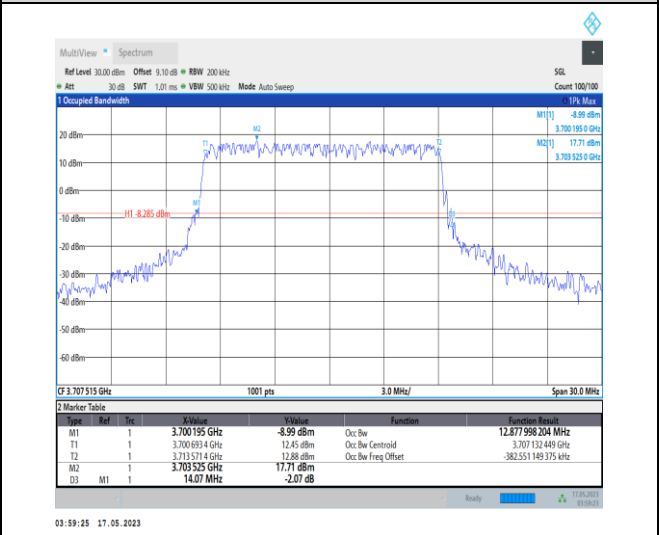 MultiView Spectrum
Ref Level 30.00 dBm Offset 9.10 dB RBW 200 kHz SGL
Att 30 dB SWT 1.01 ms VBW 500 kHz Mode Auto Sweep Count 100/100
1 Occupied Bandwidth 1Pk Max
M1[1] -8.99 dBm
3.700 195 0 GHz
M2[1] 17.71 dBm
3.703 525 0 GHz
20 dBm
T1 M2 T2
10 dBm
0 dBm
M1
-10 dBm
H1 -8.285 dBm
-20 dBm
-30 dBm
-40 dBm
-50 dBm
-60 dBm
CF 3.707 515 GHz 1001 pts 3.0 MHz/ Span 30.0 MHz
2 Marker Table
Type Ref Trc X-Value Y-Value Function Function Result
M1 1 3.700195 GHz -8.99 dBm Occ Bw 12.877 998 204 MHz
T1 1 3.700 693 4 GHz 12.45 dBm Occ Bw Centroid 3.707 132 449 GHz
T2 1 3.713 571 4 GHz 12.88 dBm Occ Bw Freq Offset -382.551 149 375 kHz
M2 1 3.703 525 GHz 17.71 dBm
D3 M1 1 14.07 MHz -2.07 dB
Ready 17.05.2023
03:59:23
03:59:25 17.05.2023